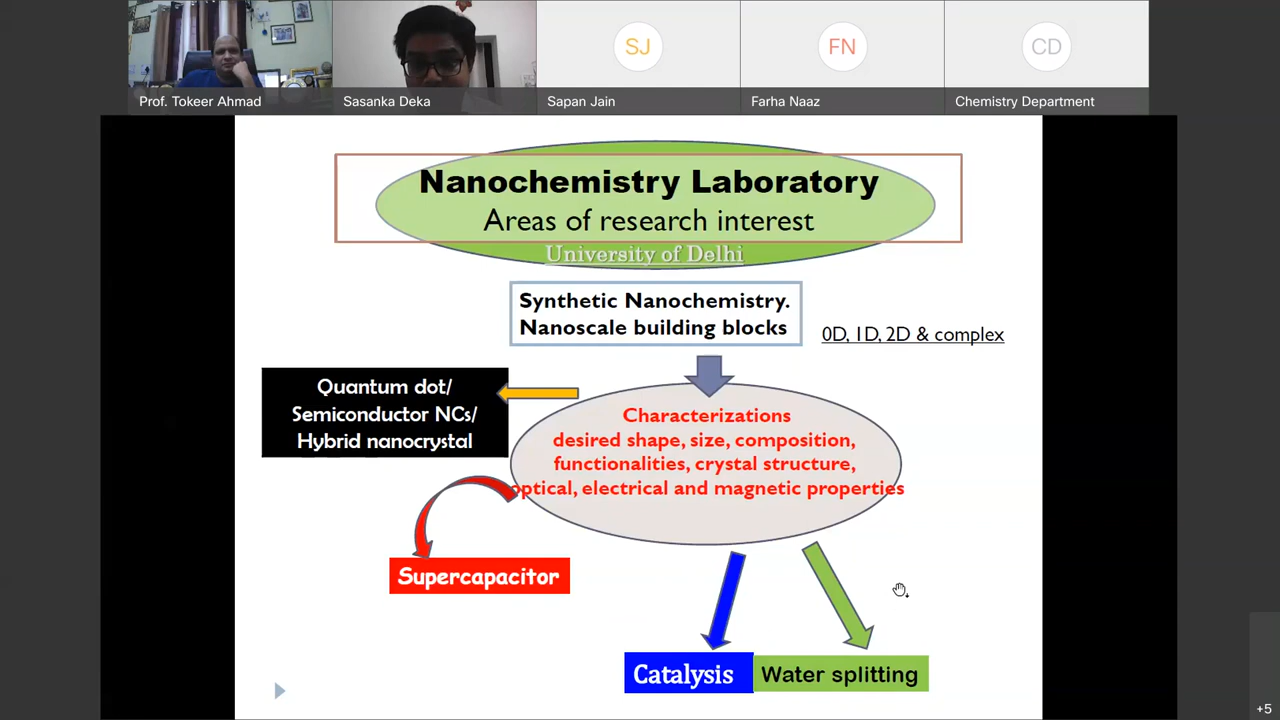 SJ
FN
CD
Prof. Tokeer Ahmad
Sasanka Deka
Sapan Jain
Farha Naaz
Chemistry Department
Nanochemistry Laboratory
Areas of research interest
University of Delhi
Synthetic Nanochemistry.
Nanoscale building blocks
0D, 1D, 2D & complex
Quantum dot/
Semiconductor NCs/
Hybrid nanocrystal
Characterizations
desired shape, size, composition,
functionalities, crystal structure,
optical, electrical and magnetic properties
Supercapacitor
Catalysis
Water splitting
+5